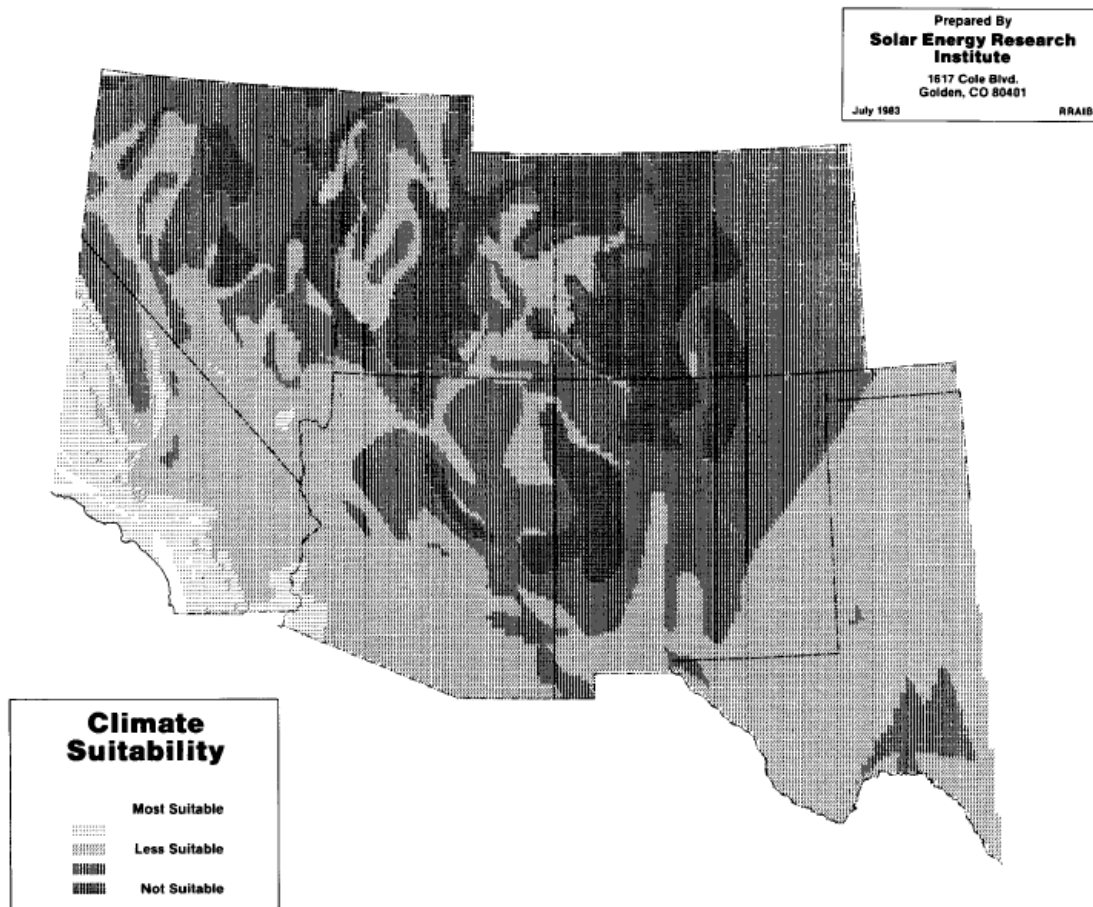 Prepared By
Solar Energy Research
Institute
1617 Cole Blvd.
Golden, CO 80401
July 1983 RRAIB
Climate
Suitability
Most Suitable
Less Suitable
Not Suitable